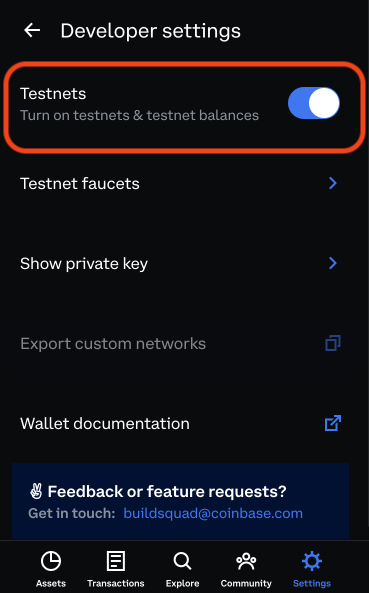 Developer settings
Testnets
Turn on testnets & testnet balances
Testnet faucets
Show private key
Export custom networks
Wallet documentation
✌ Feedback or feature requests?
Get in touch: buildsquad@coinbase.com
Assets Transactions Explore Community Settings